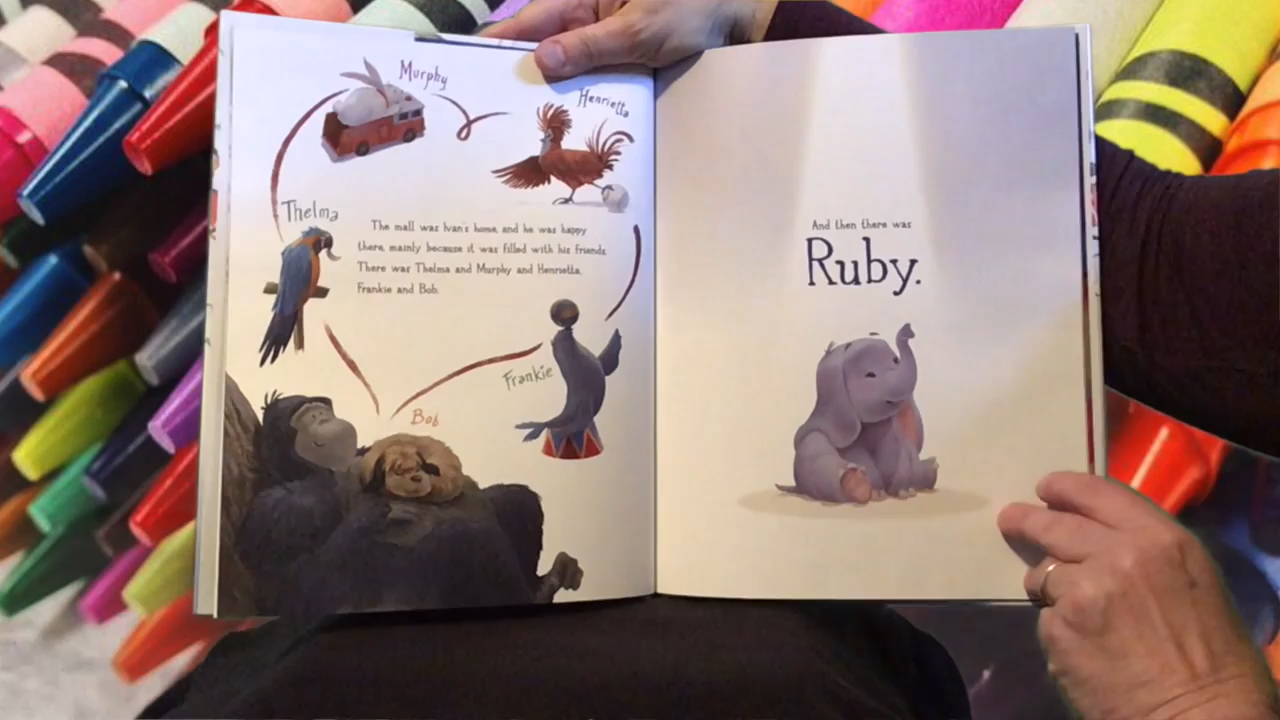 Murphy
Henrietta
Thelma
The mall was Ivan's home, and he was happy
there, mainly because it was filled with his friends.
There was Thelma and Murphy and Henrietta,
Frankie and Bob.
Frankie
Bob
And then there was
Ruby.